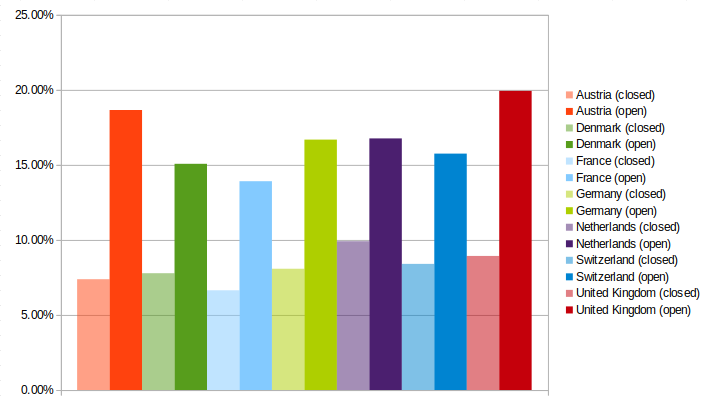 25.00%
20.00%
15.00%
10.00%
5.00%
0.00%
Austria (closed)
Austria (open)
Denmark (closed)
Denmark (open)
France (closed)
France (open)
Germany (closed)
Germany (open)
Netherlands (closed)
Netherlands (open)
Switzerland (closed)
Switzerland (open)
United Kingdom (closed)
United Kingdom (open)